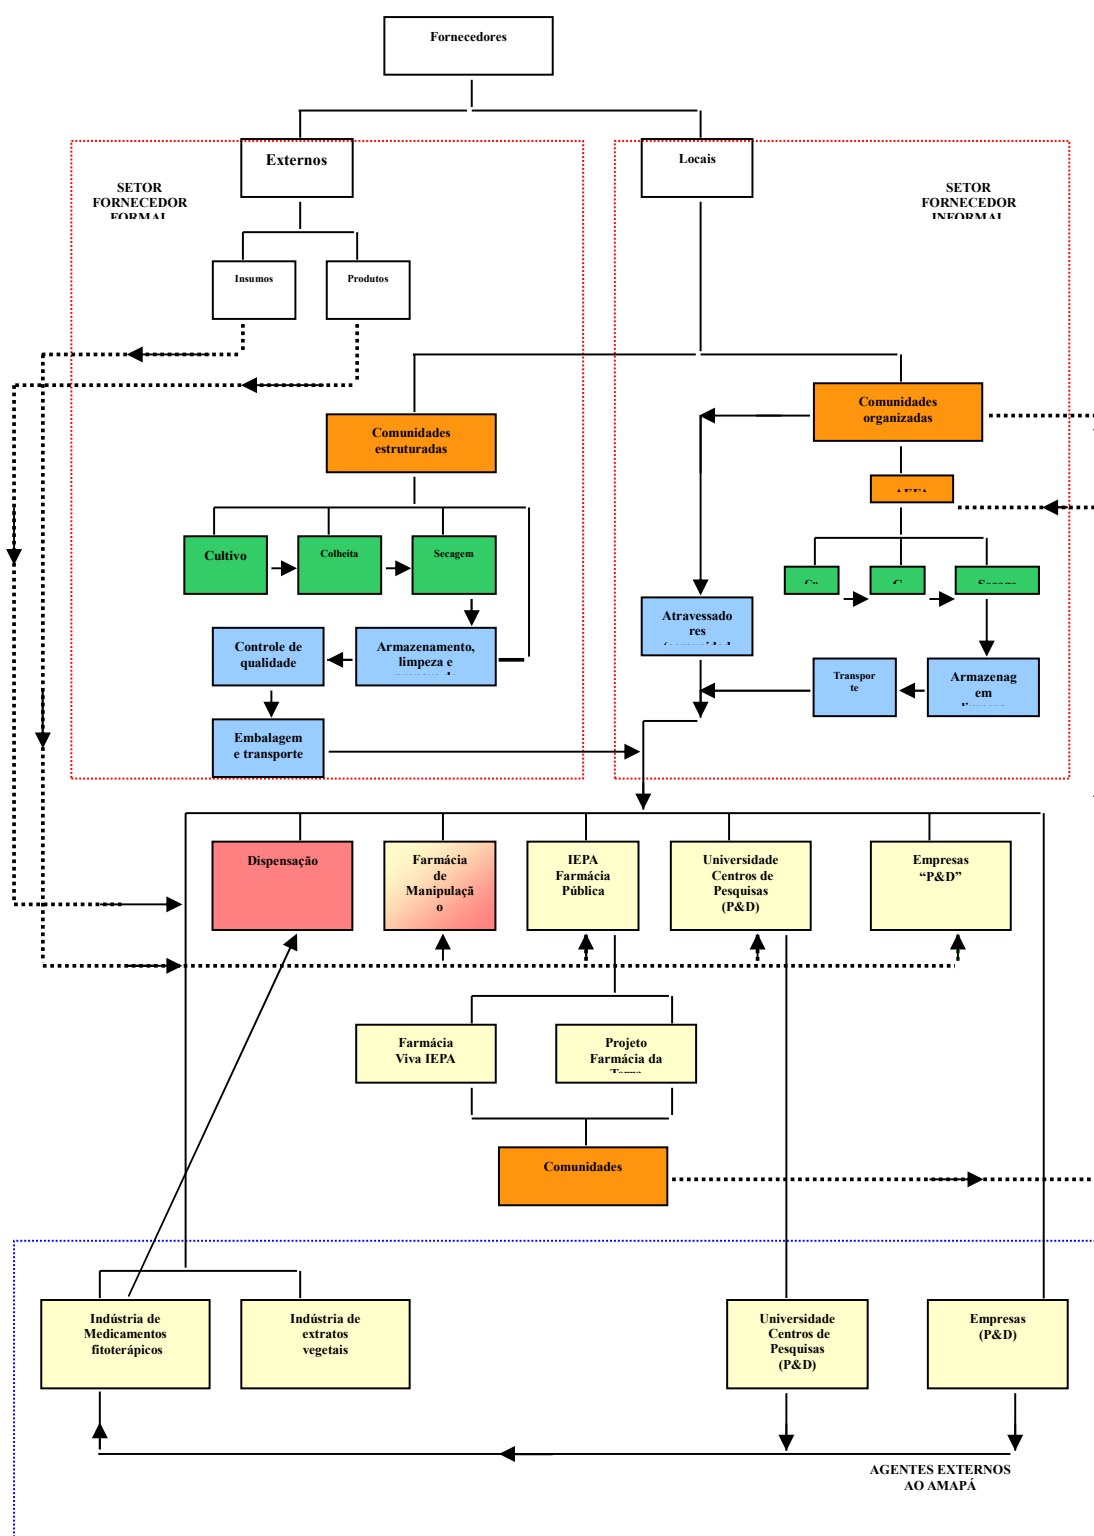 Fornecedores
Externos
Locais
SETOR
FORNECEDOR
FORMAL
SETOR
FORNECEDOR
INFORMAL
Insumos
Produtos
Comunidades
estruturadas
Comunidades
organizadas
Cultivo
Colheita
Secagem
Controle de
qualidade
Armazenamento,
limpeza e
Atravessado
res
Transpor
te
Armazenag
em
Embalagem
e transporte
Dispensação
Farmácia
de
Manipulaçã
o
IEPA
Farmácia
Pública
Universidade
Centros de
Pesquisas
(P&D)
Empresas
“P&D”
Farmácia
Viva IEPA
Projeto
Farmácia da
Terra
Comunidades
Indústria de
Medicamentos
fitoterápicos
Indústria de
extratos
vegetais
Universidade
Centros de
Pesquisas
(P&D)
Empresas
(P&D)
AGENTES EXTERNOS
AO AMAPÁ